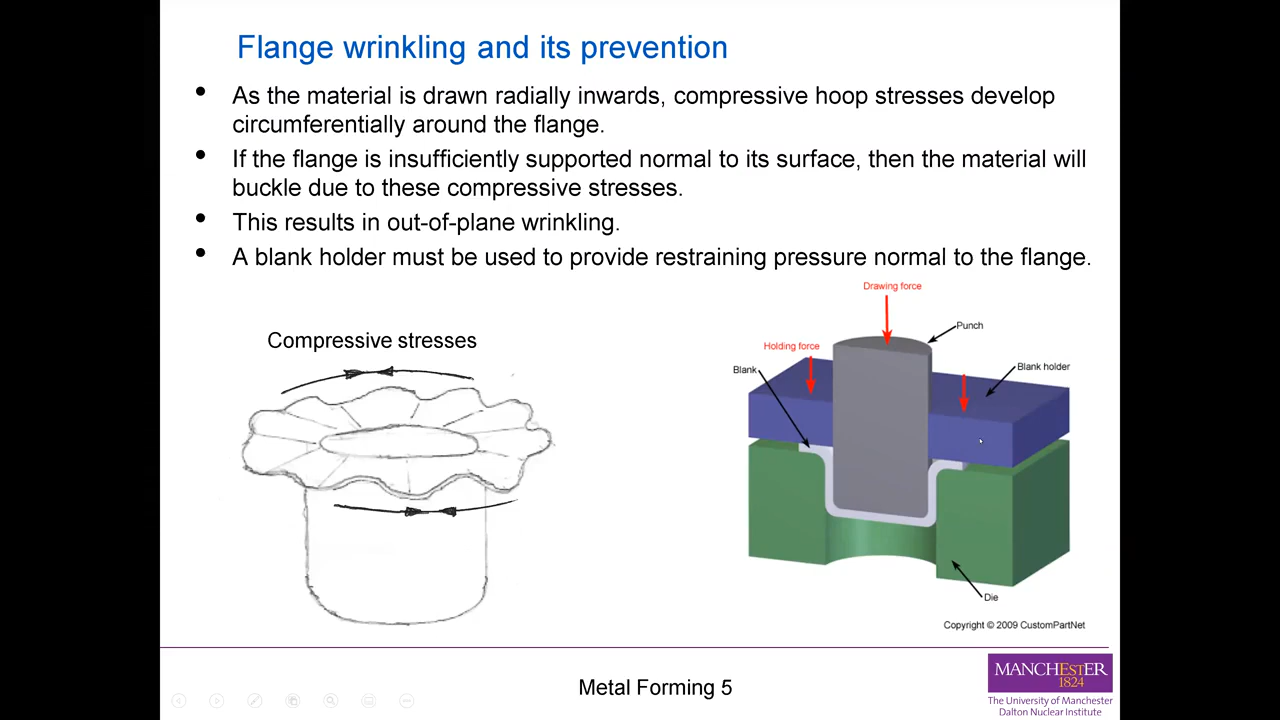 Flange wrinkling and its prevention
• As the material is drawn radially inwards, compressive hoop stresses develop
circumferentially around the flange.
• If the flange is insufficiently supported normal to its surface, then the material will
buckle due to these compressive stresses.
• This results in out-of-plane wrinkling.
• A blank holder must be used to provide restraining pressure normal to the flange.
Compressive stresses
Drawing force
Punch
Holding force
Blank
Blank holder
Die
Copyright © 2009 CustomPartNet
Metal Forming 5
MANCHESTER
1824
The University of Manchester
Dalton Nuclear Institute